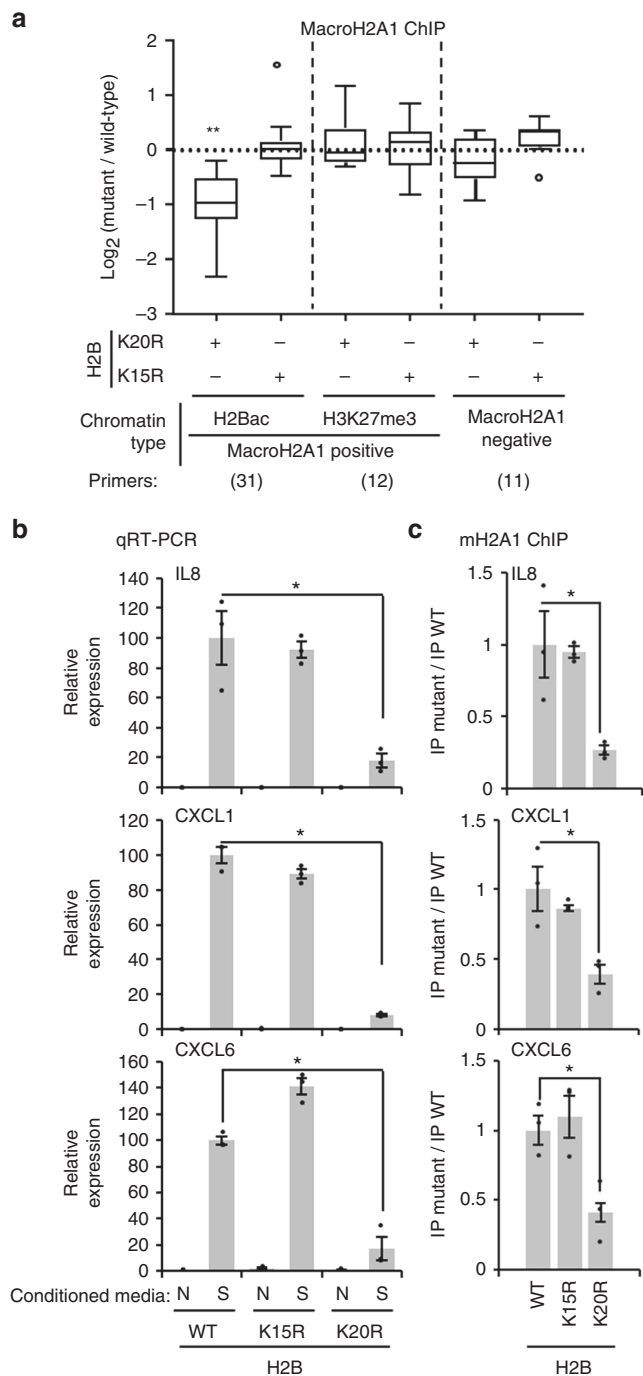 a
MacroH2A1 ChIP
Log2 (mutant / wild-type)
2
1
0
−1
−2
−3
**
H2B
K20R + − + − + −
K15R − + − + − +
Chromatin type
H2Bac H3K27me3 MacroH2A1 negative
MacroH2A1 positive
Primers: (31) (12) (11)
b
qRT-PCR
IL8
Relative expression
140
120
100
80
60
40
20
0
*
CXCL1
Relative expression
120
100
80
60
40
20
0
*
CXCL6
Relative expression
160
140
120
100
80
60
40
20
0
*
Conditioned media: N S N S N S
WT K15R K20R
H2B
c
mH2A1 ChIP
IL8
IP mutant / IP WT
1.5
1
0.5
0
*
CXCL1
IP mutant / IP WT
1.5
1
0.5
0
*
CXCL6
IP mutant / IP WT
1.5
1
0.5
0
*
WT K15R K20R
H2B